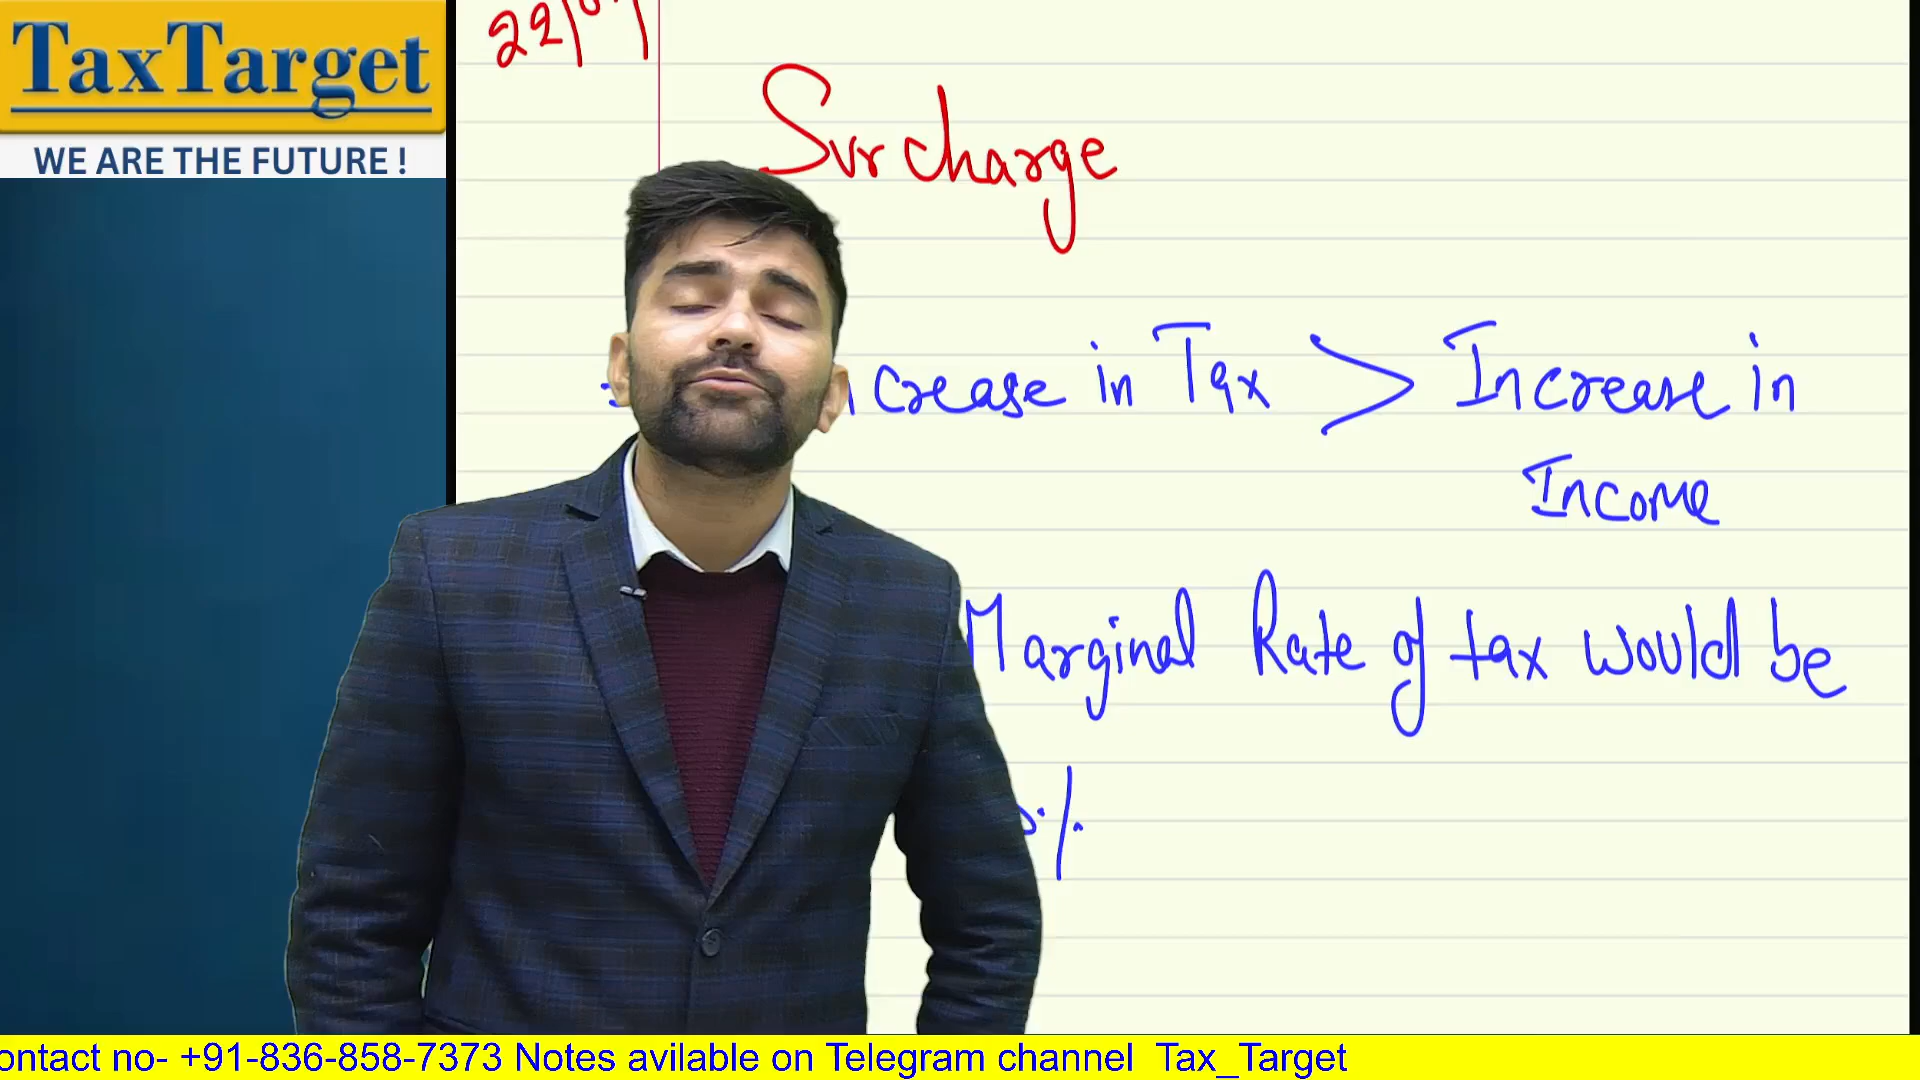 TaxTarget
WE ARE THE FUTURE !
Surcharge
crease in Tax > Increase in
Income
Marginal Rate of tax would be
%
ontact no- +91-836-858-7373 Notes avilable on Telegram channel Tax_Target